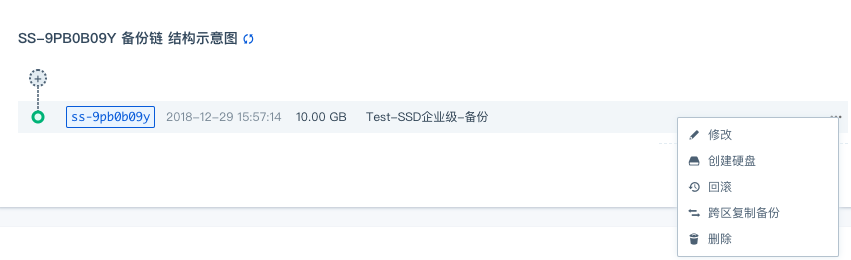 SS-9PB0B09Y 备份链 结构示意图
ss-9pb0b09y 2018-12-29 15:57:14 10.00 GB Test-SSD企业级-备份
修改
创建硬盘
回滚
跨区复制备份
删除